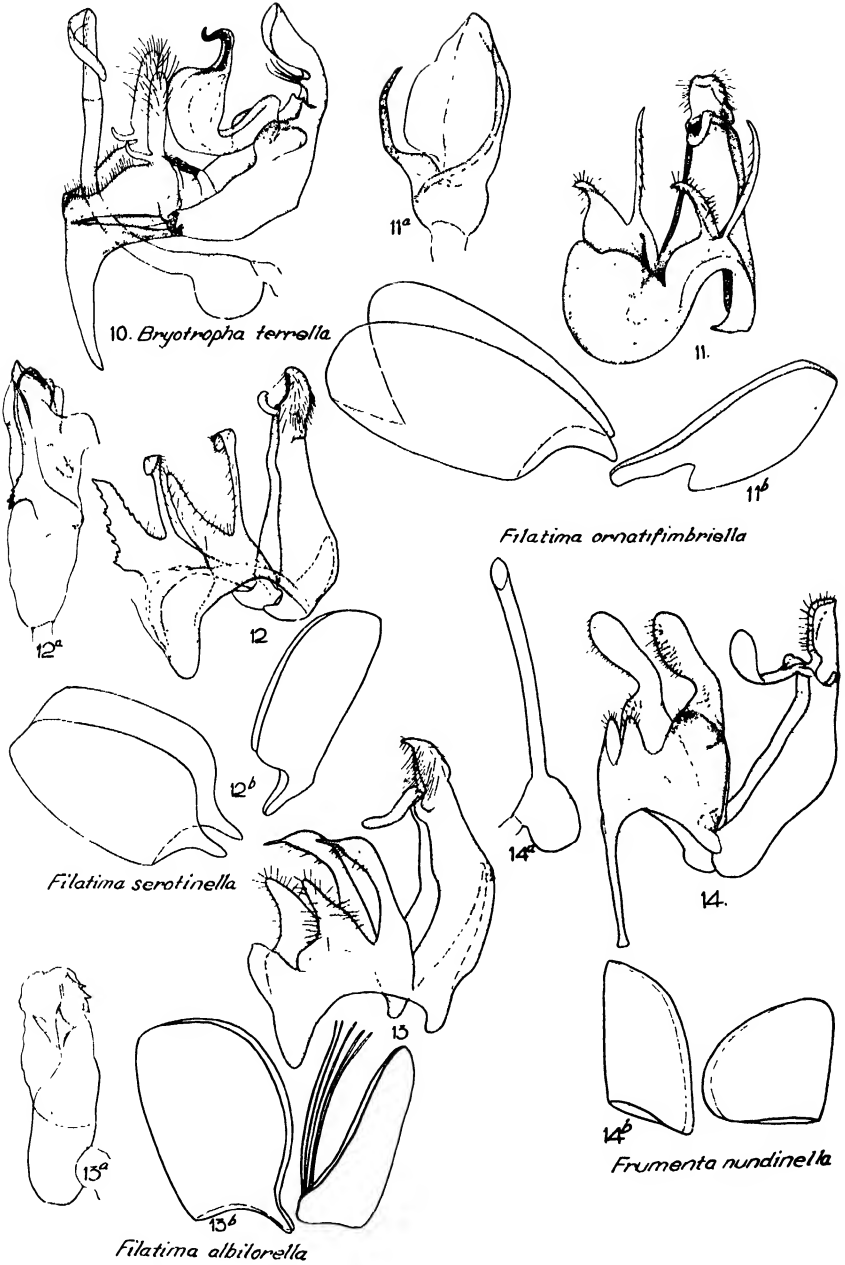 10. Bryotropha terrella
11ª
11.
11ᵇ
Filatima ornatifimbriella
12ª
12
12ᵇ
Filatima serotinella
13
13ª
13ᵇ
Filatima albilorella
14ª
14.
14ᵇ
Frumenta nundinella